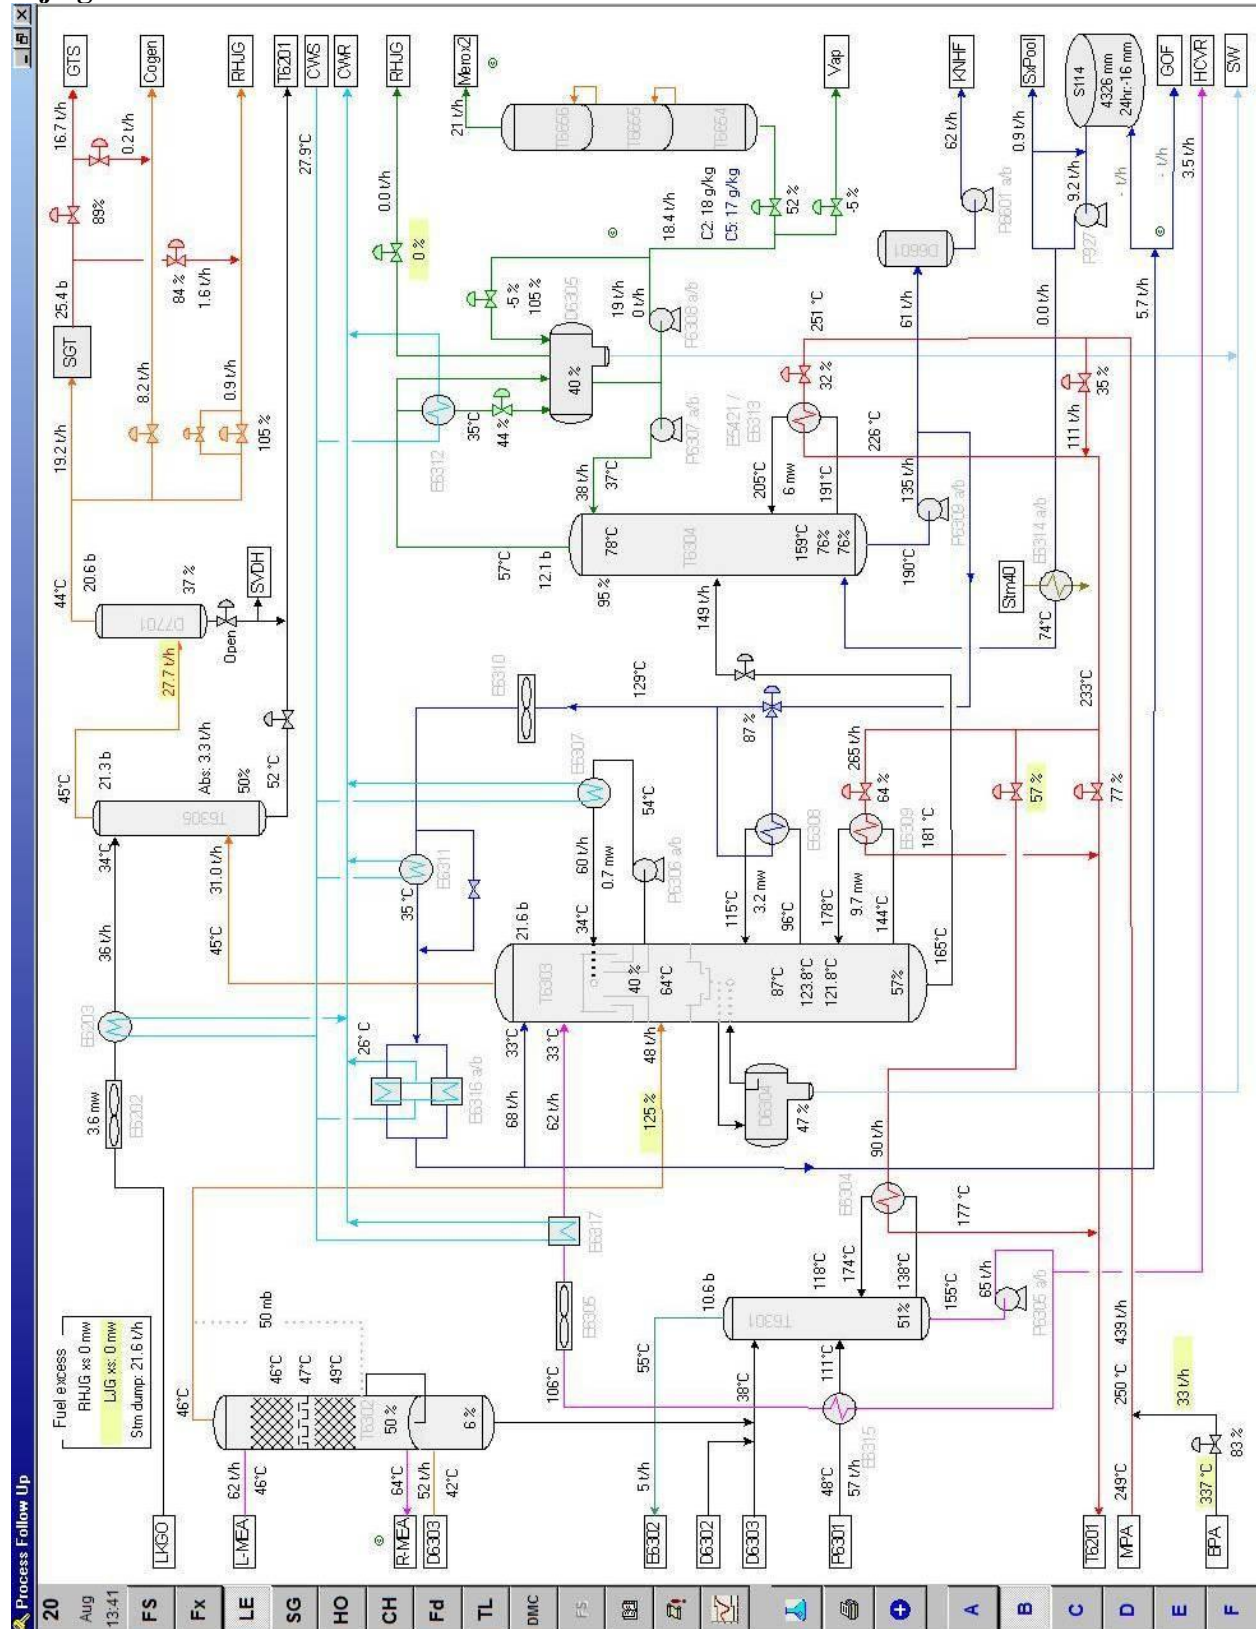 Process Follow Up
20
Aug
13:41
FS
Fx
LE
SG
HO
CH
Fd
TL
DMC
FS
A
B
C
D
E
F
Fuel excess
RHJG xs 0 mw
LJG xs: 0 mw
Stm dump: 21.6 t/h
LKGO
3.6 mw
E6202
E6203
36 t/h
34°C
45°C
21.3 b
Abs: 3.3 t/h
T6306
50%
52 °C
31.0 t/h
45°C
27.7 t/h
44°C
20.6 b
D7701
37 %
Open
SVDH
19.2 t/h
SGT
25.4 b
89%
16.7 t/h
GTS
0.2 t/h
Cogen
8.2 t/h
84 %
1.6 t/h
0.9 t/h
105 %
RHJG
T6201
27.9°C
CWS
CWR
L-MEA
62 t/h
46°C
46°C
46°C
47°C
49°C
T6302
50 %
6 %
50 mb
R-MEA
64°C
D6303
52 t/h
42°C
E6302
5 t/h
55°C
10.6 b
D6302
D6303
38°C
P6301
48°C
57 t/h
E6315
111°C
106°C
T6301
51%
118°C
174°C
138°C
155°C
65 t/h
P6305 a/b
E6304
90 t/h
177 °C
E6305
E6317
62 t/h
33 °C
68 t/h
33°C
48 t/h
125 %
E6316 a/b
26° C
35 °C
E6311
T6303
21.6 b
40 %
64°C
87°C
123.8°C
121.8°C
57%
165°C
D6304
47 %
34°C
60 t/h
0.7 mw
54°C
P6306 a/b
E6307
E6310
129°C
115°C
3.2 mw
96°C
E6308
87 %
178°C
9.7 mw
144°C
E6309
181 °C
64 %
265 t/h
57 %
77 %
233°C
149 t/h
T6304
95 %
78°C
159°C
76%
76%
57°C
12.1 b
190°C
38 t/h
37°C
P6307 a/b
E6312
35°C
44 %
D6305
40 %
-5 %
105 %
19 t/h
0 t/h
P6308 a/b
18.4 t/h
C2: 18 g/kg
C5: 17 g/kg
52 %
-5 %
Vap
T6656
T6655
T6654
21 t/h
Merox2
0 %
0.0 t/h
RHJG
205°C
6 mw
191°C
E6421 /
E6313
32 %
251 °C
226 °C
111 t/h
35 %
135 t/h
P6309 a/b
61 t/h
D6601
P6601 a/b
62 t/h
KNHF
Stm40
E6314 a/b
74°C
0.0 t/h
0.9 t/h
SxPool
9.2 t/h
P927
S114
4326 mm
24hr:-16 mm
- t/h
- t/h
5.7 t/h
GOF
3.5 t/h
HCVR
SW
T6201
MPA
249°C
250 °C
439 t/h
BPA
337 °C
83 %
33 t/h